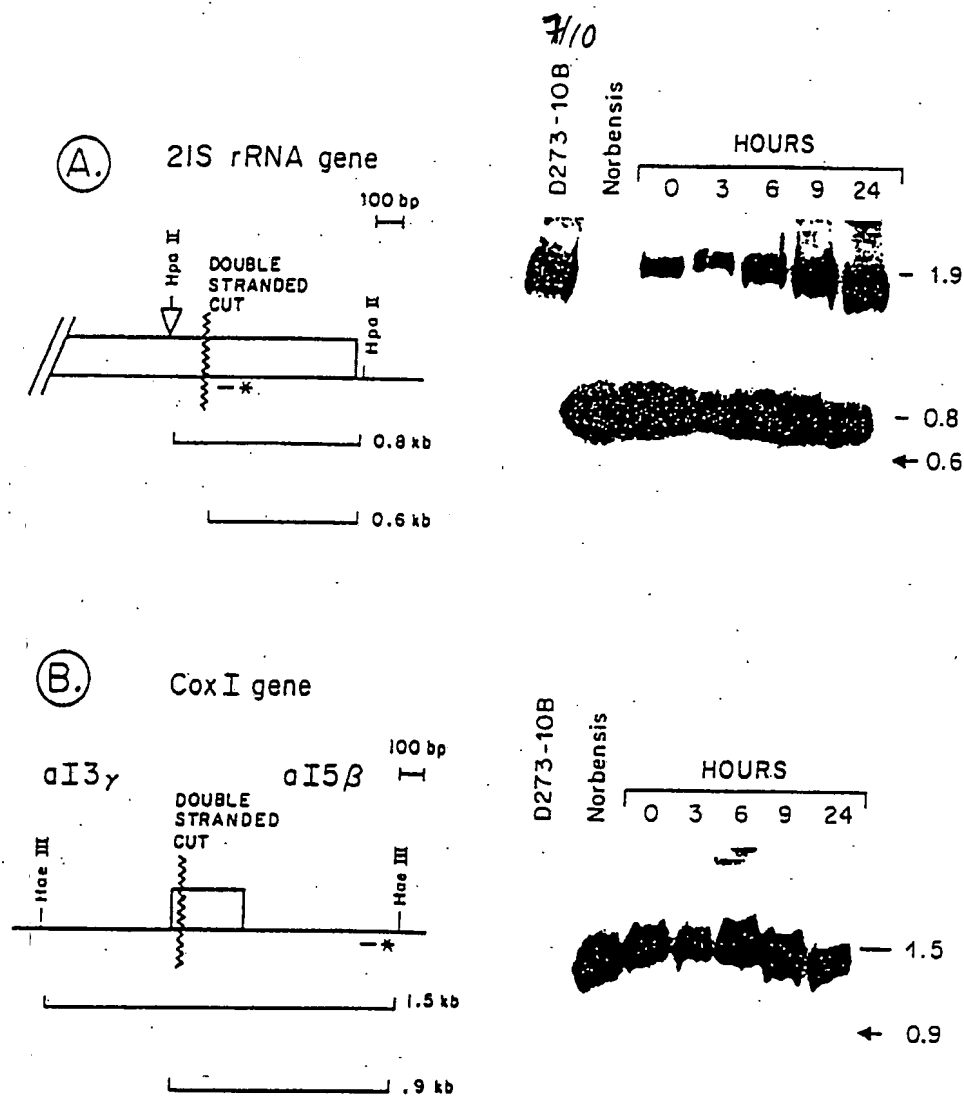 7/10
A.
21S rRNA gene
100 bp
Hpa II
DOUBLE
STRANDED
CUT
Hpa II
*
0.8 kb
0.6 kb
D273-10B
Norbensis
HOURS
0 3 6 9 24
1.9
0.8
0.6
B.
Cox I gene
100 bp
aI3γ
aI5β
DOUBLE
STRANDED
CUT
Hae III
Hae III
*
1.5 kb
.9 kb
D273-10B
Norbensis
HOURS
0 3 6 9 24
1.5
0.9